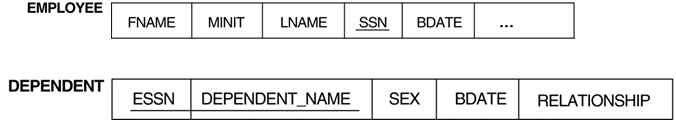 EMPLOYEE FNAME MINIT LNAME SSN BDATE ...
DEPENDENT ESSN DEPENDENT_NAME SEX BDATE RELATIONSHIP